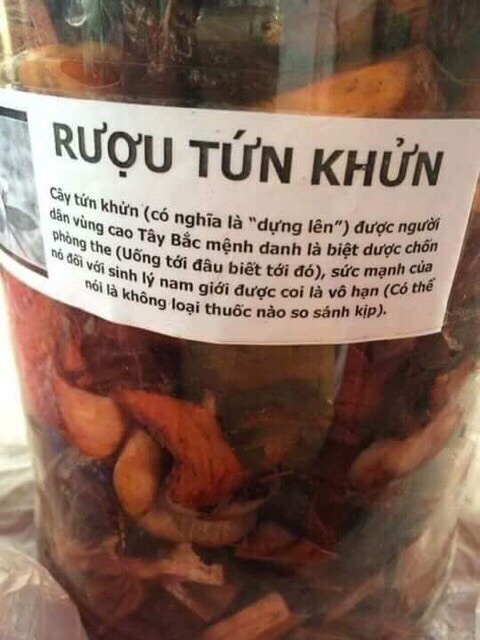 RƯỢU TỨN KHỬN
Cây tứn khửn (có nghĩa là "dựng lên") được người
dân vùng cao Tây Bắc mệnh danh là biệt dược chốn
phòng the (Uống tới đâu biết tới đó), sức mạnh của
nó đối với sinh lý nam giới được coi là vô hạn (Có thể
nói là không loại thuốc nào so sánh kịp).